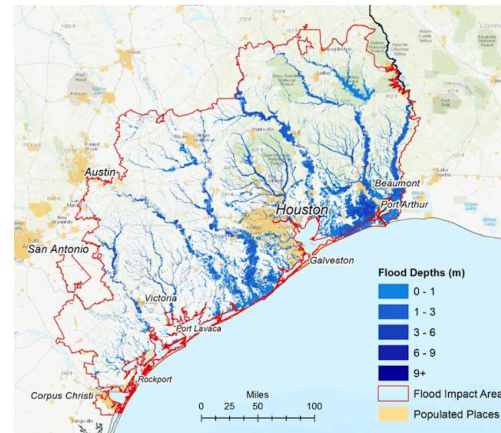 Austin
San Antonio
Houston
Beaumont
Port Arthur
Galveston
Victoria
Port Lavaca
Rockport
Corpus Christi
Miles
0 25 50 100
Flood Depths (m)
0 - 1
1 - 3
3 - 6
6 - 9
9+
Flood Impact Area
Populated Places